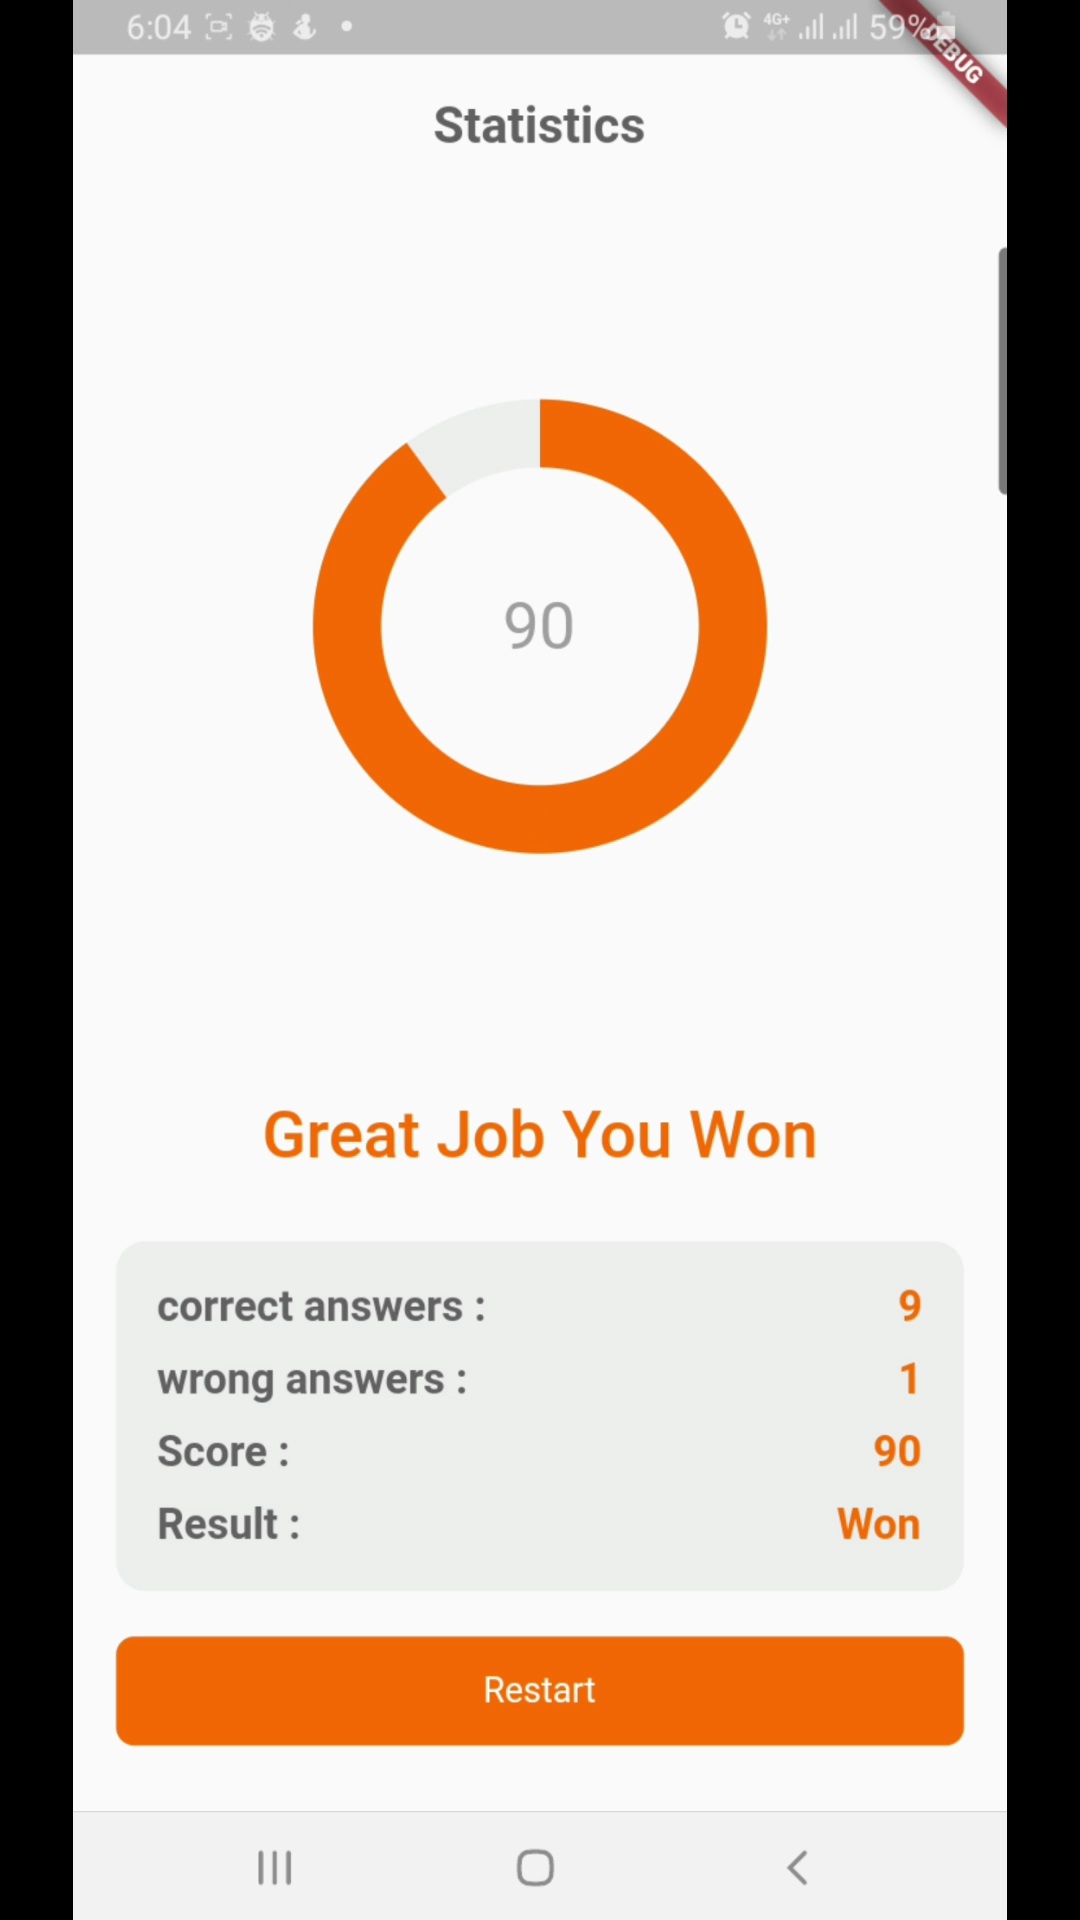 6:04 4G+ 59%
DEBUG
Statistics
90
Great Job You Won
correct answers : 9
wrong answers : 1
Score : 90
Result : Won
Restart